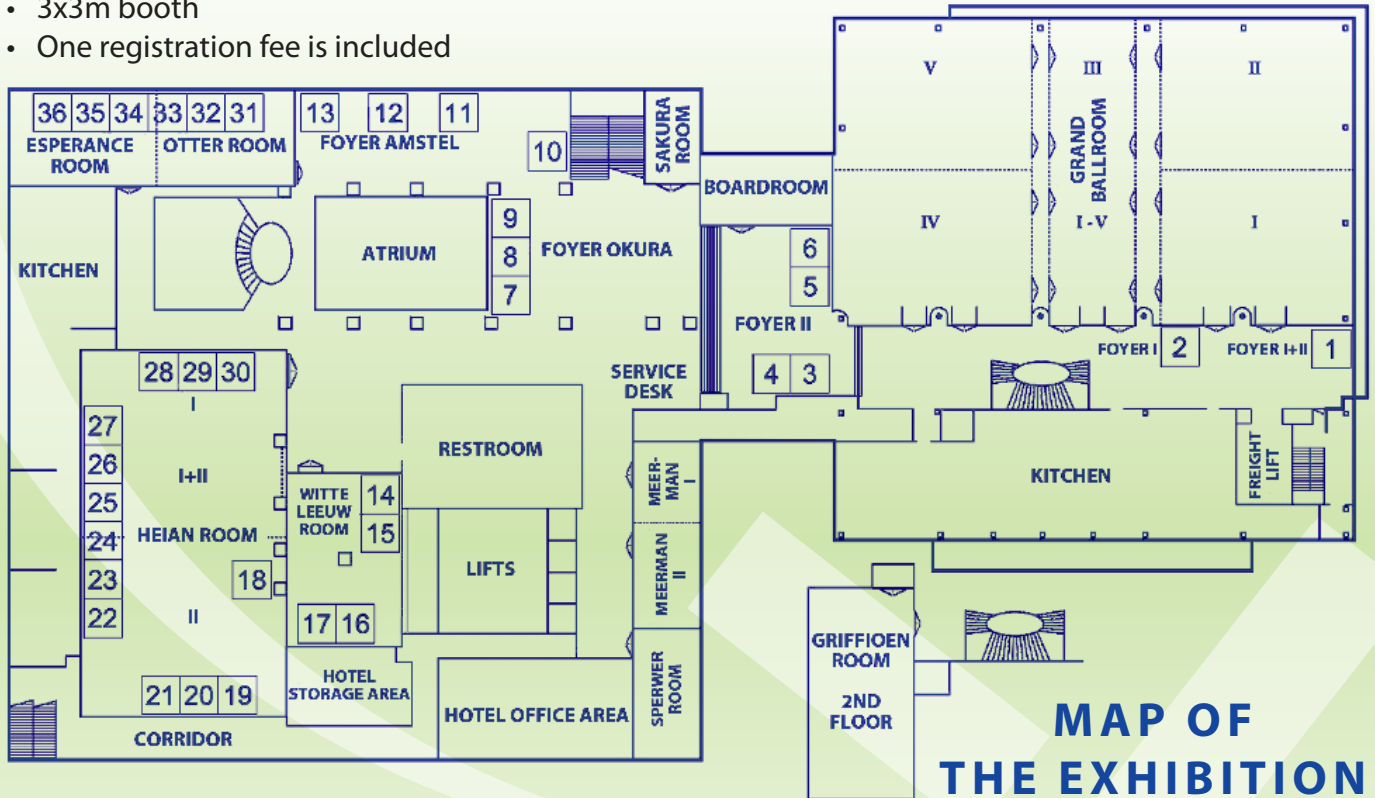 • 3x3m booth
• One registration fee is included
36 35 34 33 32 31
ESPERANCE
ROOM
OTTER ROOM
13 12 11
FOYER AMSTEL
10
SAKURA
ROOM
BOARDROOM
V
III
II
GRAND
BALLROOM
I - V
IV
I
KITCHEN
ATRIUM
9
8
7
FOYER OKURA
6
5
FOYER II
4 3
FOYER I
2
FOYER I+II
1
SERVICE
DESK
28 29 30
I
27
26
25
24
23
22
I+II
HEIAN ROOM
18
II
21 20 19
WITTE
LEEUW
ROOM
14
15
17 16
RESTROOM
LIFTS
MEER-
MAN
I
MEERMAN
II
SPERWER
ROOM
KITCHEN
FREIGHT
LIFT
HOTEL
STORAGE AREA
HOTEL OFFICE AREA
CORRIDOR
GRIFFIOEN
ROOM
2ND
FLOOR
MAP OF
THE EXHIBITION